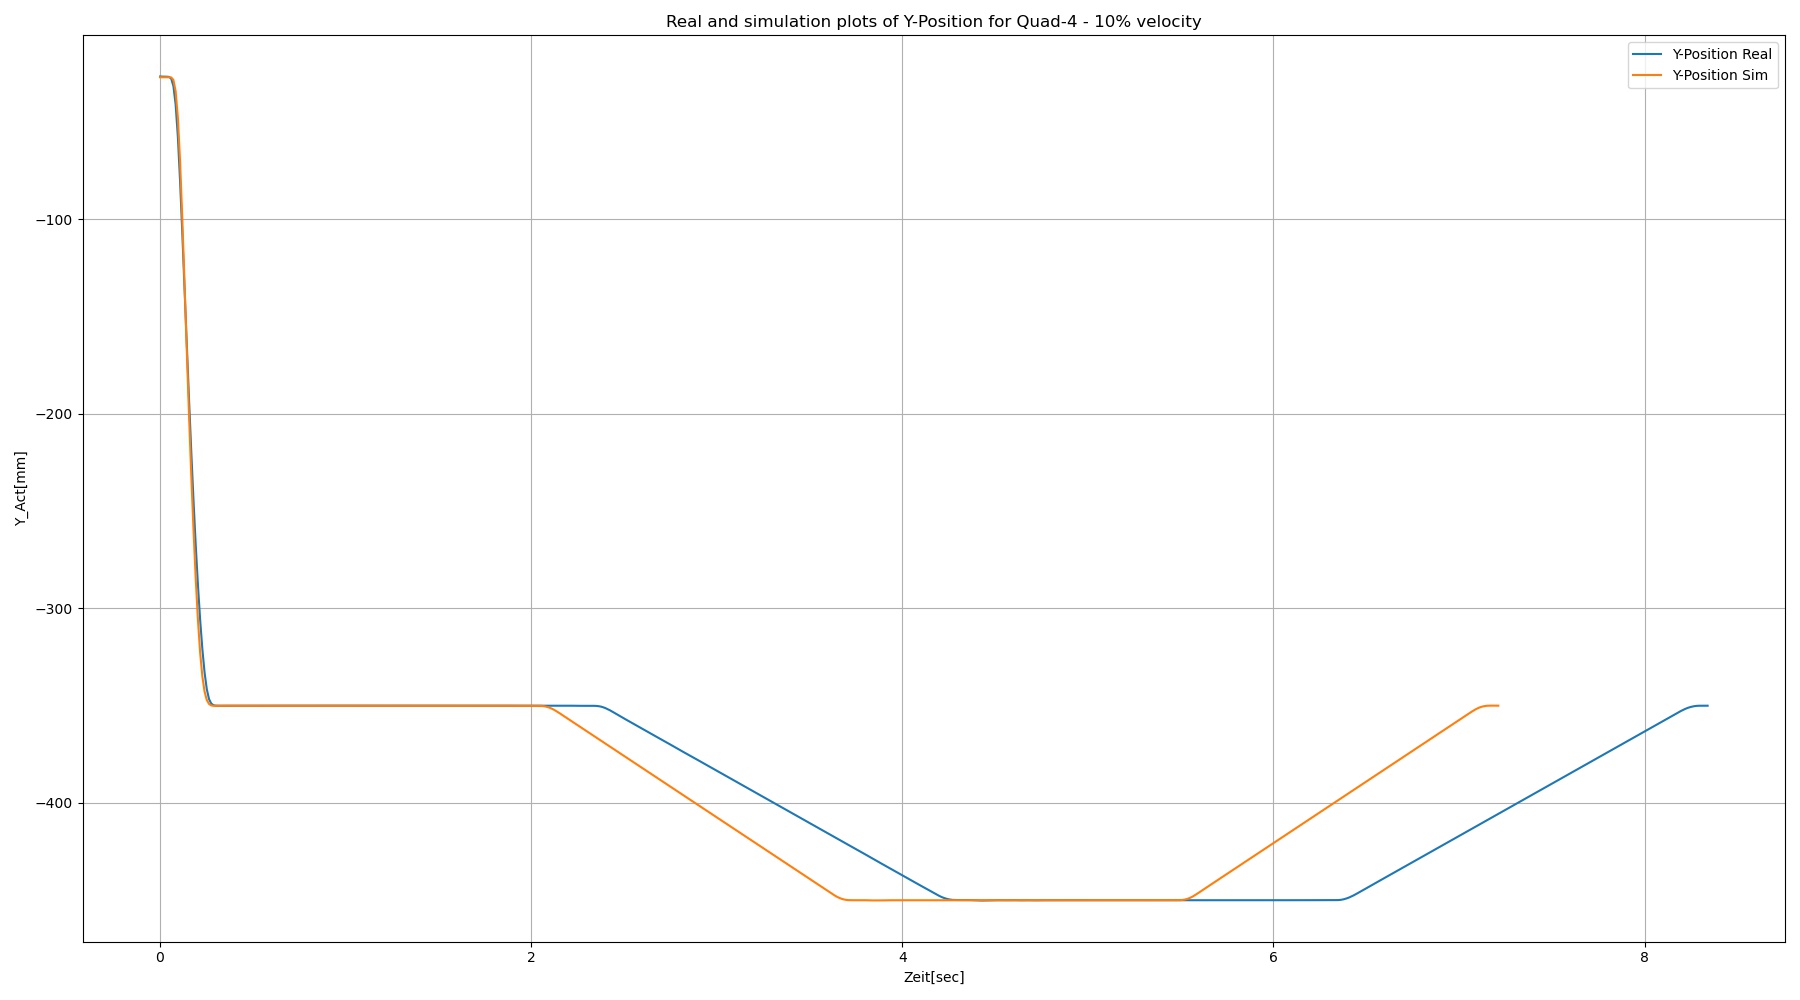 Real and simulation plots of Y-Position for Quad-4 - 10% velocity
Y-Position Real
Y-Position Sim
Y_Act[mm]
−100
−200
−300
−400
0
2
4
6
8
Zeit[sec]